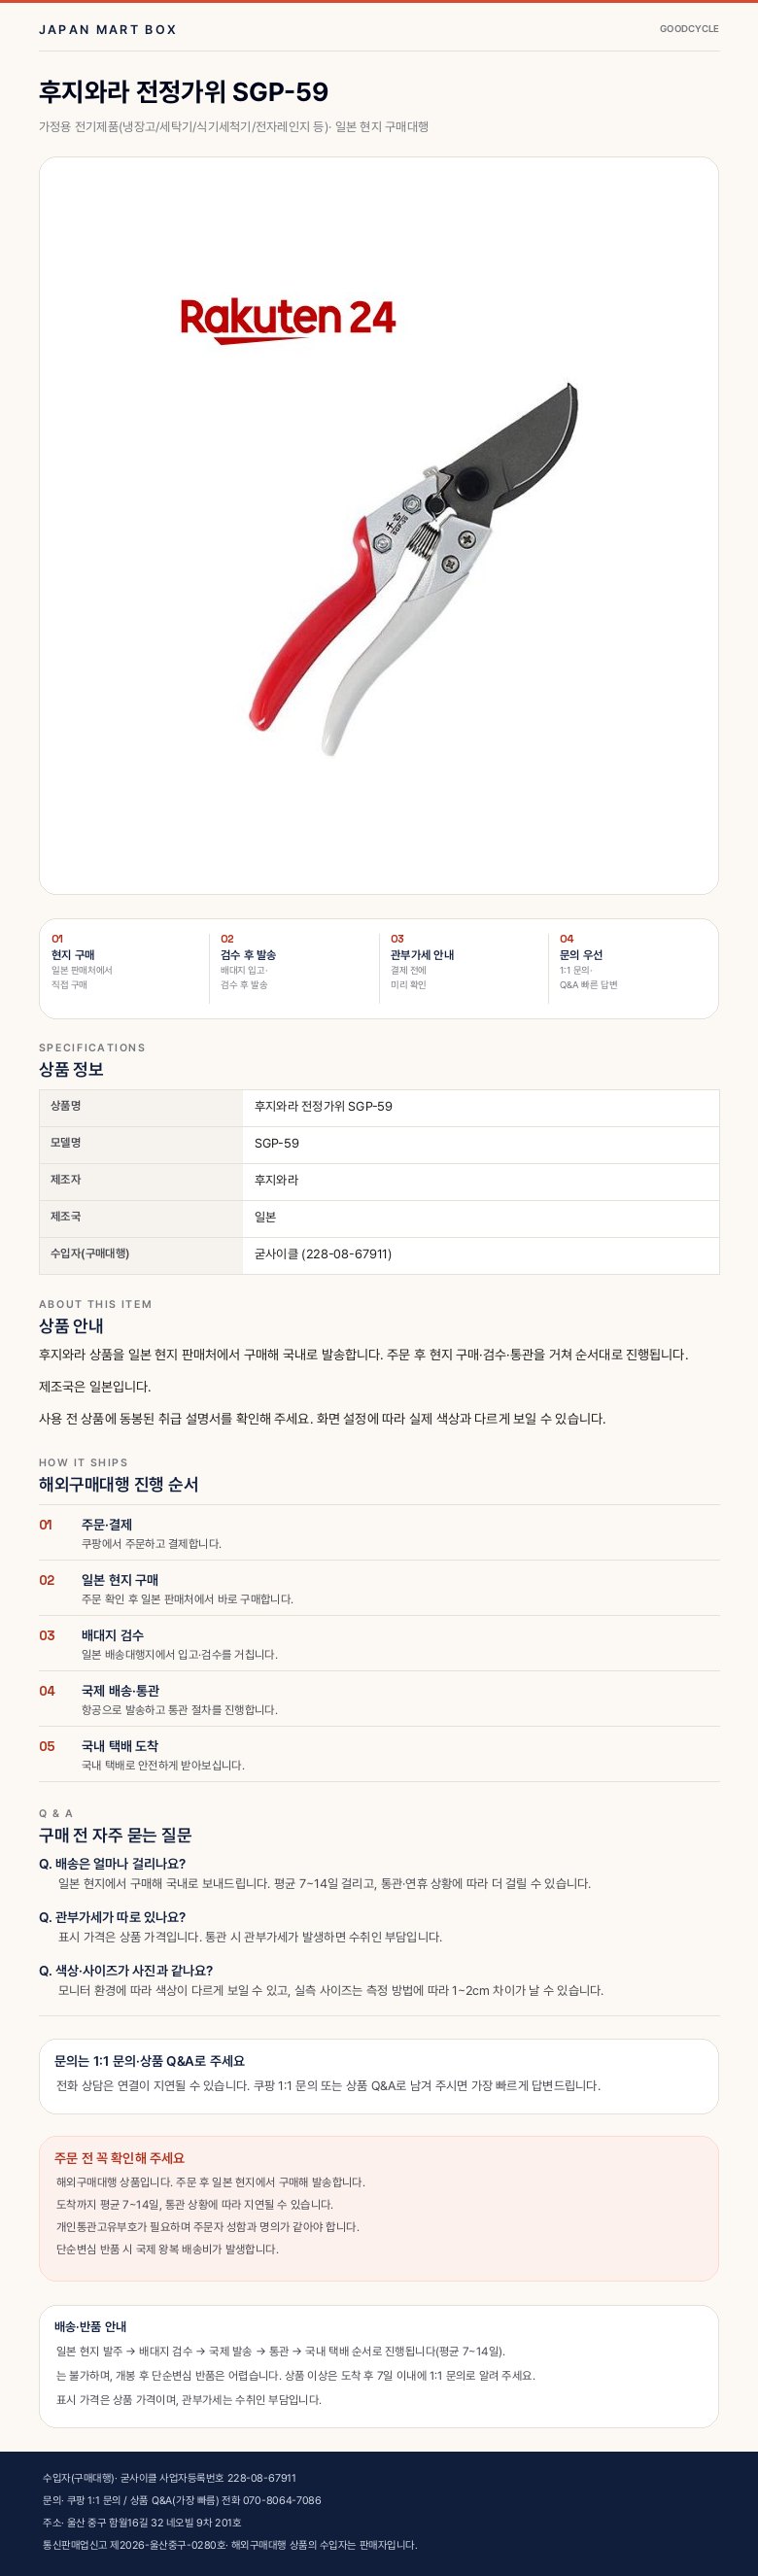 JAPAN MART BOX
GOODCYCLE
후지와라 전정가위 SGP-59
가정용 전기제품(냉장고/세탁기/식기세척기/전자레인지 등)· 일본 현지 구매대행
Rakuten 24
01
현지 구매
일본 판매처에서
직접 구매
02
검수 후 발송
배대지 입고·
검수 후 발송
03
관부가세 안내
결제 전에
미리 확인
04
문의 우선
1:1 문의·
Q&A 빠른 답변
SPECIFICATIONS
상품 정보
상품명 후지와라 전정가위 SGP-59
모델명 SGP-59
제조자 후지와라
제조국 일본
수입자(구매대행) 굳사이클 (228-08-67911)
ABOUT THIS ITEM
상품 안내
후지와라 상품을 일본 현지 판매처에서 구매해 국내로 발송합니다. 주문 후 현지 구매·검수·통관을 거쳐 순서대로 진행됩니다.
제조국은 일본입니다.
사용 전 상품에 동봉된 취급 설명서를 확인해 주세요. 화면 설정에 따라 실제 색상과 다르게 보일 수 있습니다.
HOW IT SHIPS
해외구매대행 진행 순서
01 주문·결제
쿠팡에서 주문하고 결제합니다.
02 일본 현지 구매
주문 확인 후 일본 판매처에서 바로 구매합니다.
03 배대지 검수
일본 배송대행지에서 입고·검수를 거칩니다.
04 국제 배송·통관
항공으로 발송하고 통관 절차를 진행합니다.
05 국내 택배 도착
국내 택배로 안전하게 받아보십니다.
Q & A
구매 전 자주 묻는 질문
Q. 배송은 얼마나 걸리나요?
일본 현지에서 구매해 국내로 보내드립니다. 평균 7~14일 걸리고, 통관·연휴 상황에 따라 더 걸릴 수 있습니다.
Q. 관부가세가 따로 있나요?
표시 가격은 상품 가격입니다. 통관 시 관부가세가 발생하면 수취인 부담입니다.
Q. 색상·사이즈가 사진과 같나요?
모니터 환경에 따라 색상이 다르게 보일 수 있고, 실측 사이즈는 측정 방법에 따라 1~2cm 차이가 날 수 있습니다.
문의는 1:1 문의·상품 Q&A로 주세요
전화 상담은 연결이 지연될 수 있습니다. 쿠팡 1:1 문의 또는 상품 Q&A로 남겨 주시면 가장 빠르게 답변드립니다.
주문 전 꼭 확인해 주세요
해외구매대행 상품입니다. 주문 후 일본 현지에서 구매해 발송합니다.
도착까지 평균 7~14일, 통관 상황에 따라 지연될 수 있습니다.
개인통관고유부호가 필요하며 주문자 성함과 명의가 같아야 합니다.
단순변심 반품 시 국제 왕복 배송비가 발생합니다.
배송·반품 안내
일본 현지 발주 → 배대지 검수 → 국제 발송 → 통관 → 국내 택배 순서로 진행됩니다(평균 7~14일).
는 불가하며, 개봉 후 단순변심 반품은 어렵습니다. 상품 이상은 도착 후 7일 이내에 1:1 문의로 알려 주세요.
표시 가격은 상품 가격이며, 관부가세는 수취인 부담입니다.
수입자(구매대행)· 굳사이클 사업자등록번호 228-08-67911
문의· 쿠팡 1:1 문의 / 상품 Q&A(가장 빠름) 전화 070-8064-7086
주소· 울산 중구 함월16길 32 네오빌 9차 201호
통신판매업신고 제2026-울산중구-0280호· 해외구매대행 상품의 수입자는 판매자입니다.